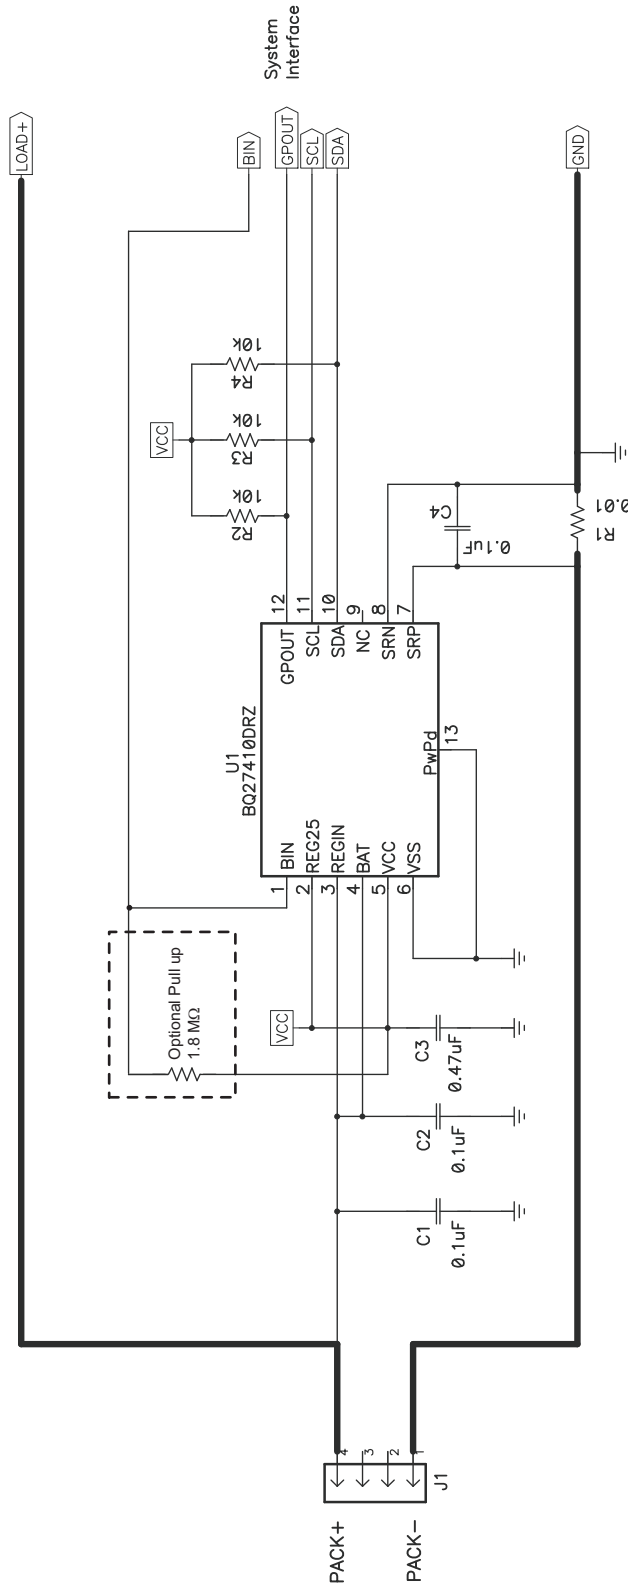 LOAD+
System
Interface
BIN
GPOUT
SCL
SDA
GND
VCC
R4
10k
R3
10k
R2
10k
C4
0.1uF
R1
0.01
U1
BQ27410DRZ
GPOUT 12
SCL 11
SDA 10
NC 9
SRN 8
SRP 7
PwPd 13
1 BIN
2 REG25
3 REGIN
4 BAT
5 VCC
6 VSS
Optional Pull up
1.8 MΩ
VCC
C3
0.47uF
C2
0.1uF
C1
0.1uF
PACK+
PACK-
4
3
2
1
J1